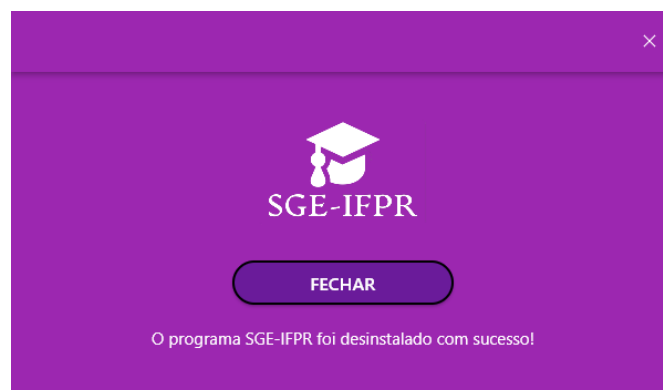 SGE-IFPR
FECHAR
O programa SGE-IFPR foi desinstalado com sucesso!